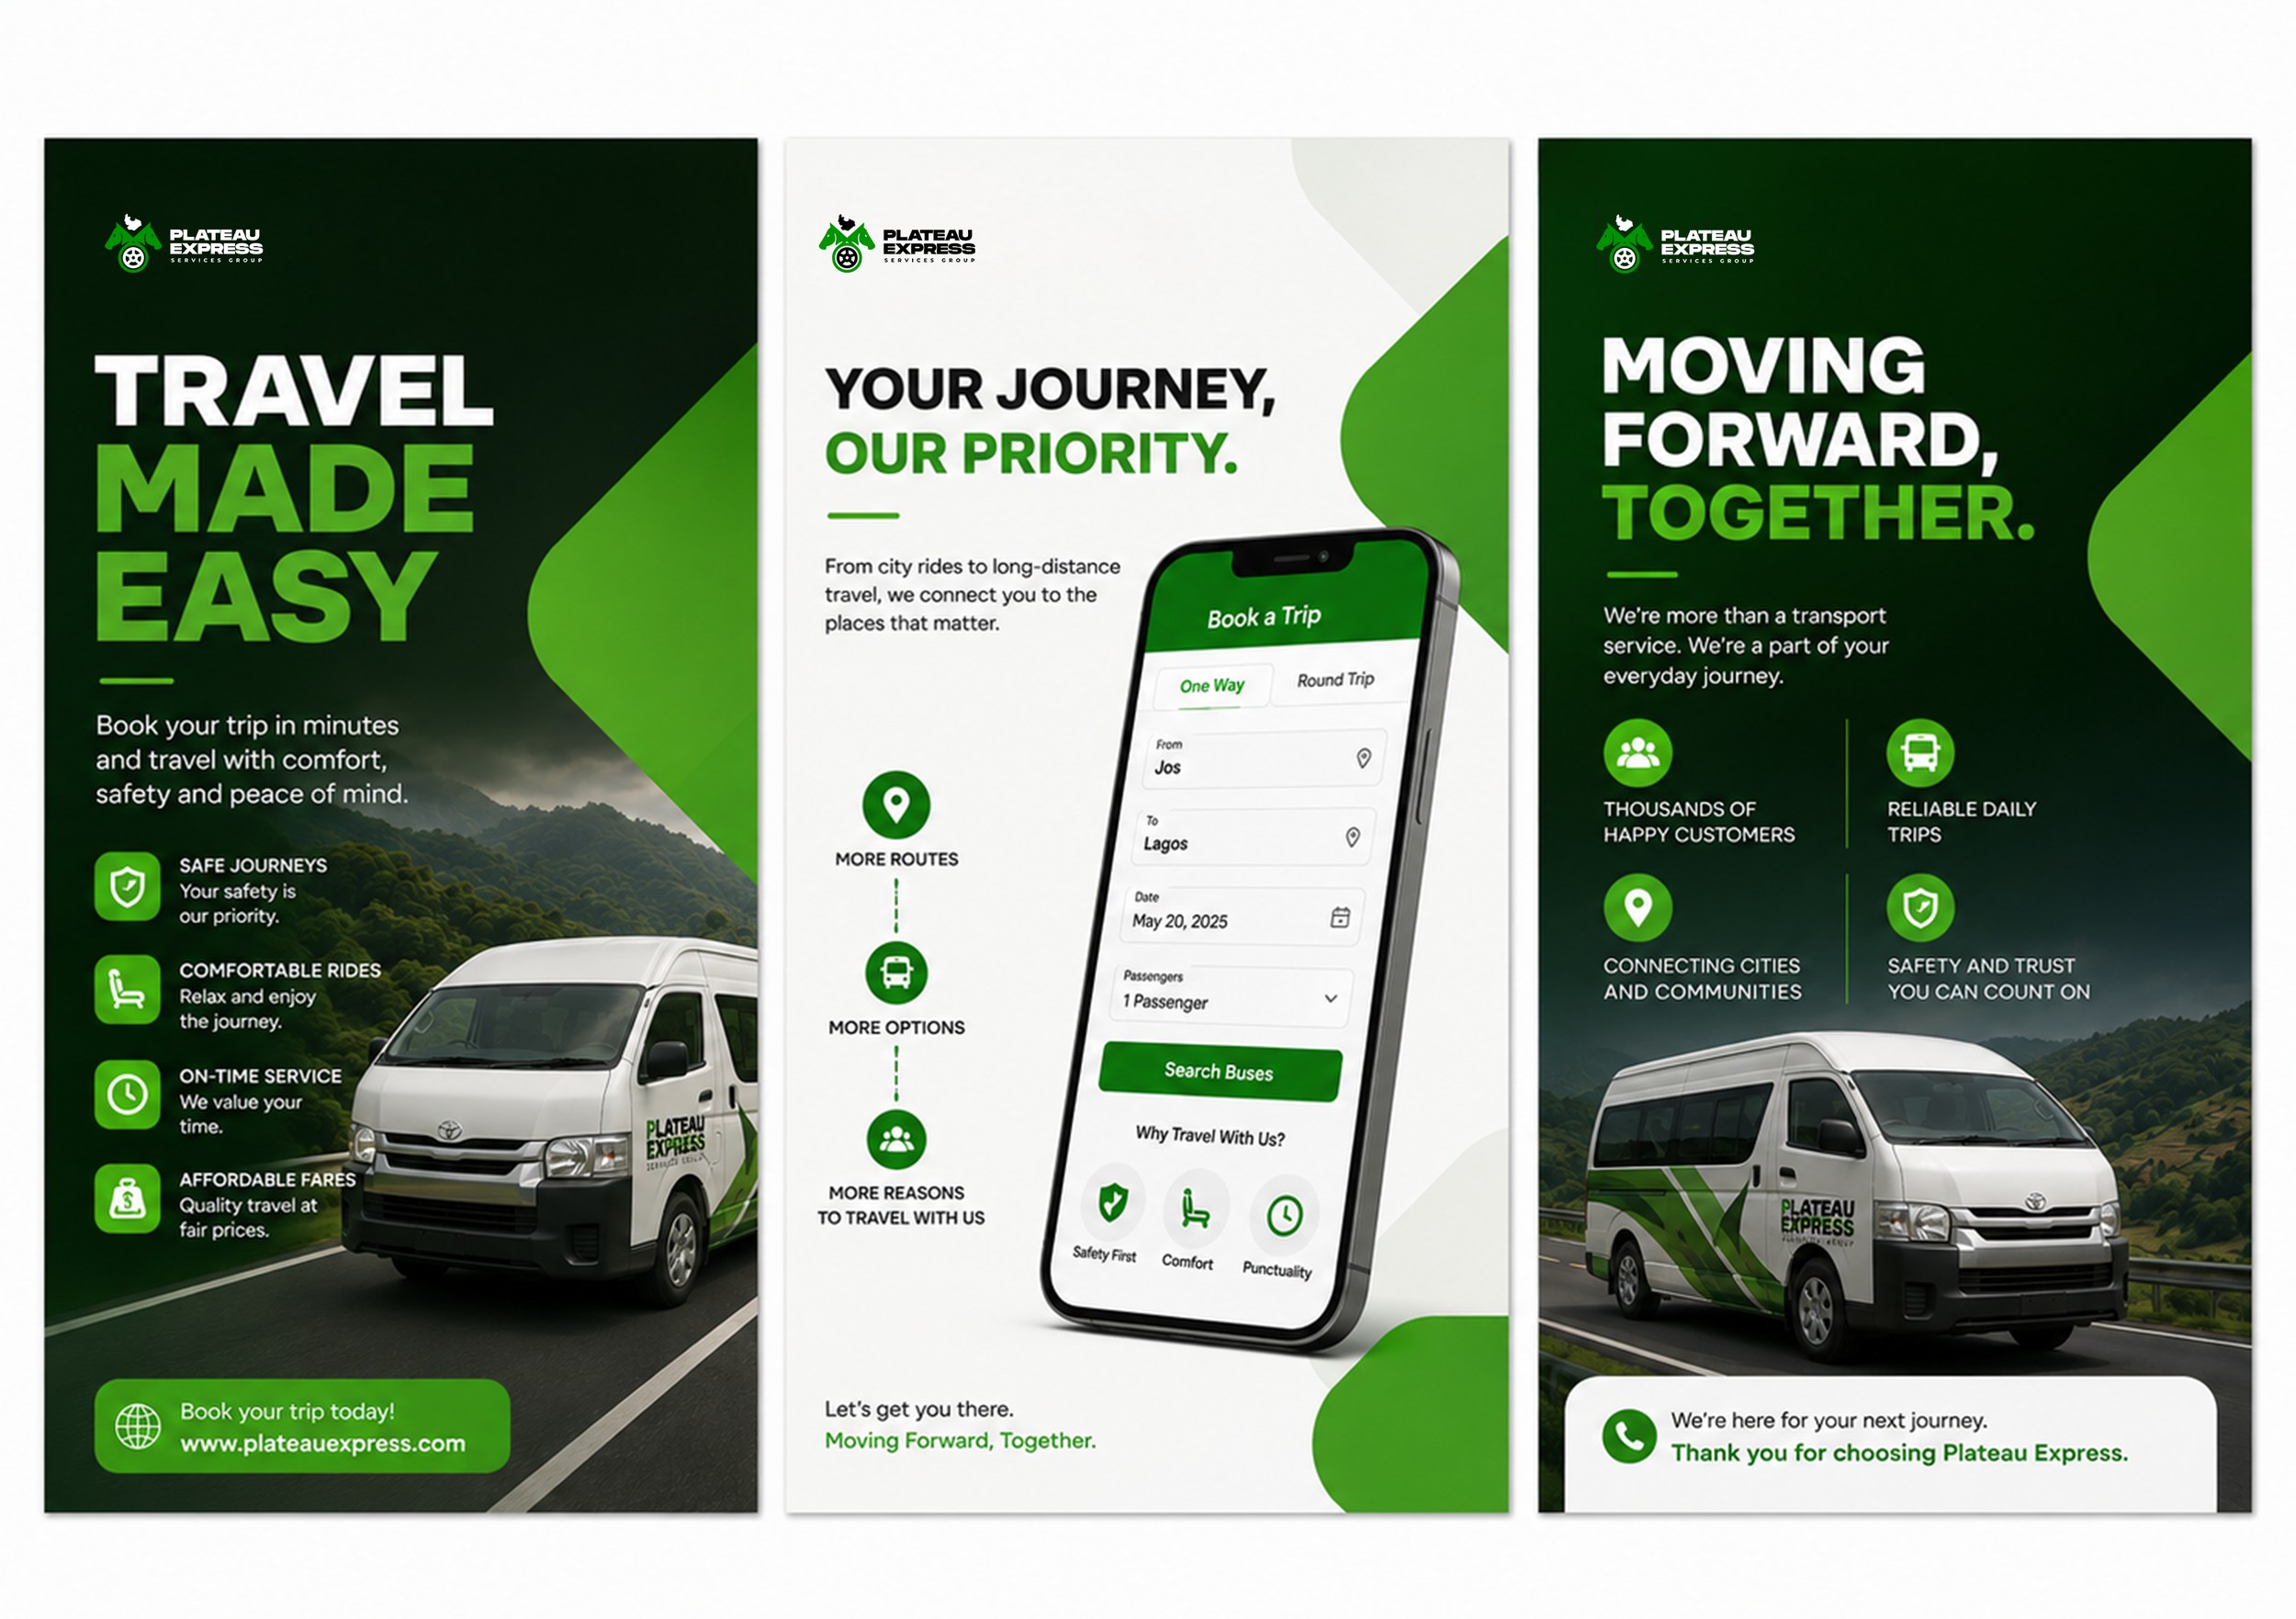 PLATEAU
EXPRESS
SERVICES GROUP
TRAVEL
MADE
EASY
Book your trip in minutes
and travel with comfort,
safety and peace of mind.
SAFE JOURNEYS
Your safety is
our priority.
COMFORTABLE RIDES
Relax and enjoy
the journey.
ON-TIME SERVICE
We value your
time.
AFFORDABLE FARES
Quality travel at
fair prices.
PLATEAU
EXPRESS
Book your trip today!
www.plateauexpress.com
PLATEAU
EXPRESS
SERVICES GROUP
YOUR JOURNEY,
OUR PRIORITY.
From city rides to long-distance
travel, we connect you to the
places that matter.
MORE ROUTES
MORE OPTIONS
MORE REASONS
TO TRAVEL WITH US
Book a Trip
One Way
Round Trip
From
Jos
To
Lagos
Date
May 20, 2025
Passengers
1 Passenger
Search Buses
Why Travel With Us?
Safety First
Comfort
Punctuality
Let's get you there.
Moving Forward, Together.
PLATEAU
EXPRESS
SERVICES GROUP
MOVING
FORWARD,
TOGETHER.
We're more than a transport
service. We're a part of your
everyday journey.
THOUSANDS OF
HAPPY CUSTOMERS
RELIABLE DAILY
TRIPS
CONNECTING CITIES
AND COMMUNITIES
SAFETY AND TRUST
YOU CAN COUNT ON
PLATEAU
EXPRESS
We're here for your next journey.
Thank you for choosing Plateau Express.